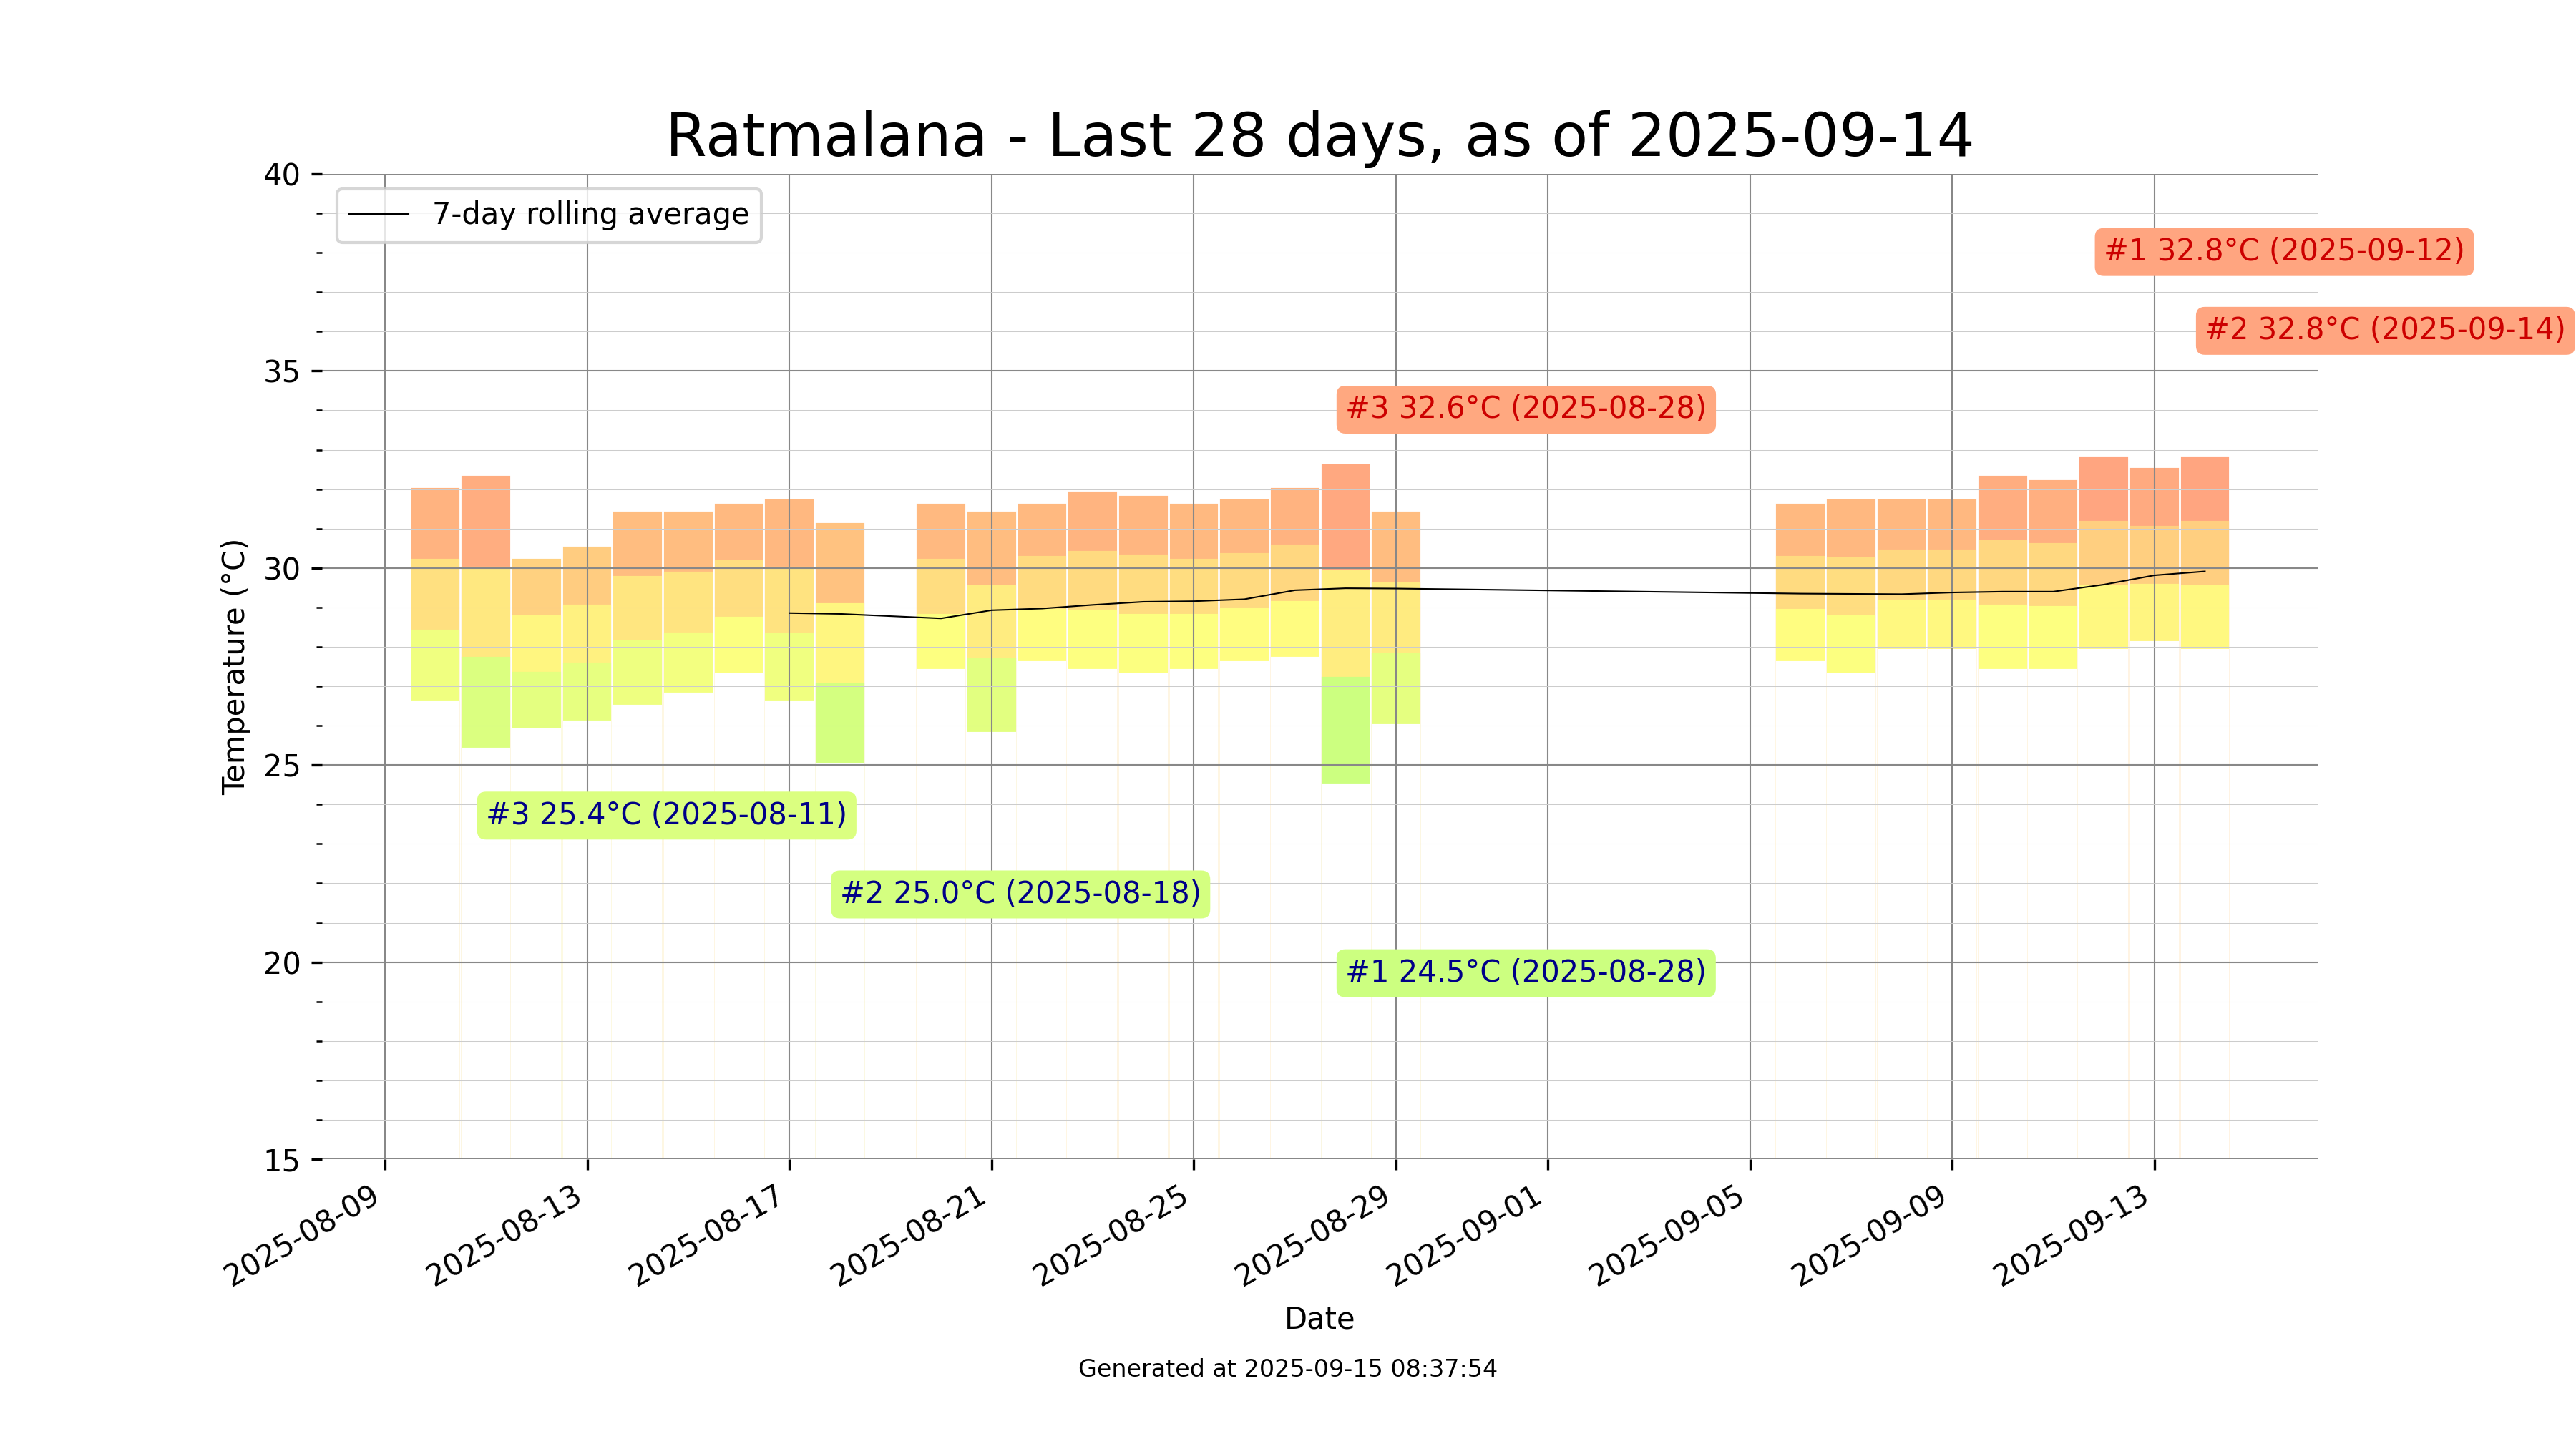 Ratmalana - Last 28 days, as of 2025-09-14
7-day rolling average
#1 32.8°C (2025-09-12)
#2 32.8°C (2025-09-14)
#3 32.6°C (2025-08-28)
#3 25.4°C (2025-08-11)
#2 25.0°C (2025-08-18)
#1 24.5°C (2025-08-28)
Temperature (°C)
40
35
30
25
20
15
2025-08-09
2025-08-13
2025-08-17
2025-08-21
2025-08-25
2025-08-29
2025-09-01
2025-09-05
2025-09-09
2025-09-13
Date
Generated at 2025-09-15 08:37:54